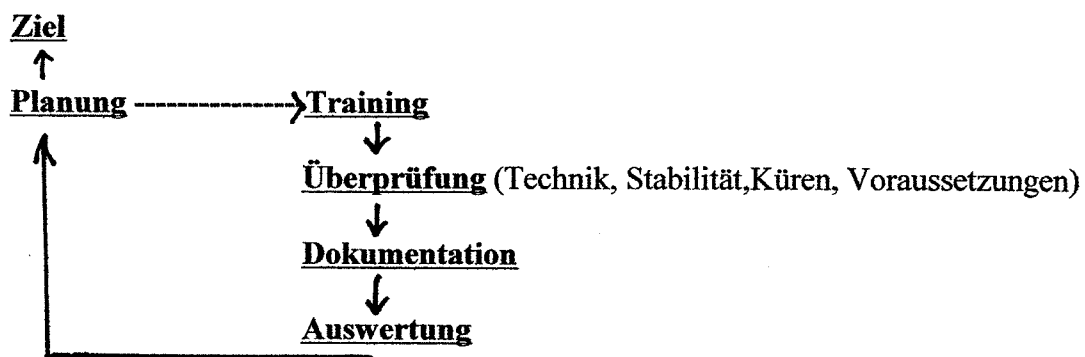 Ziel
Planung Training
Überprüfung (Technik, Stabilität,Küren, Voraussetzungen)
Dokumentation
Auswertung